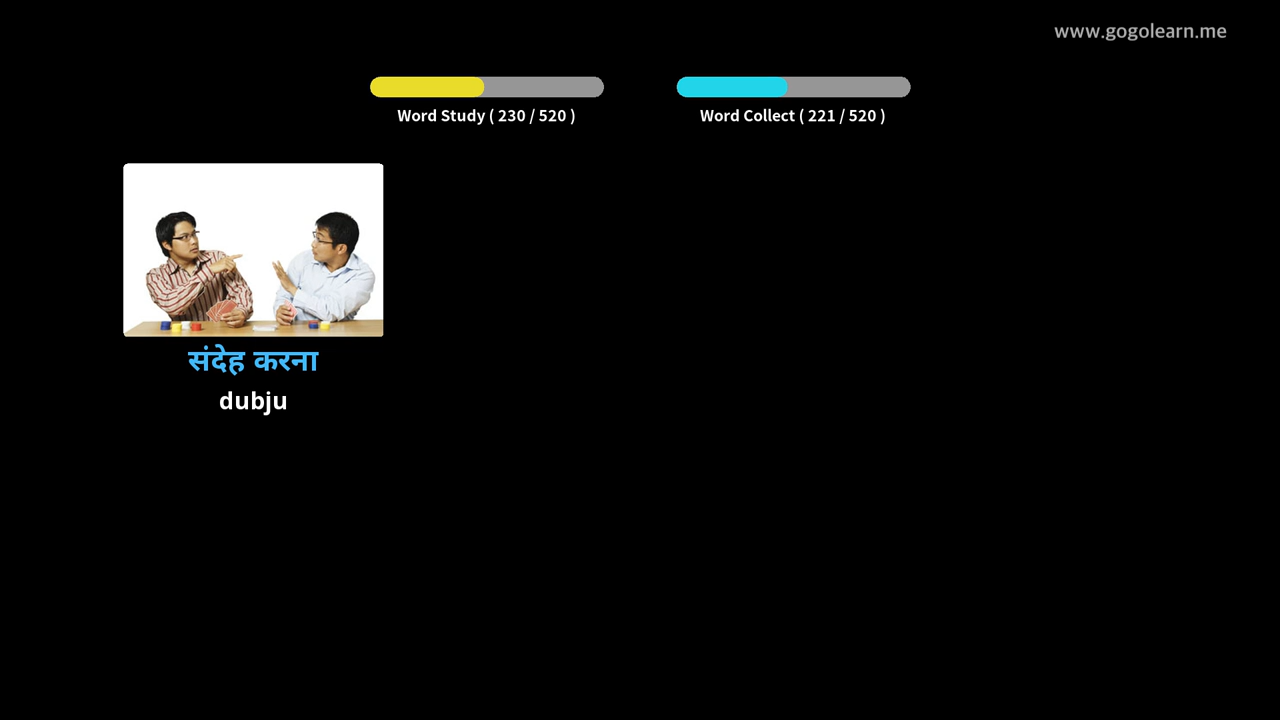 www.gogolearn.me
Word Study ( 230 / 520 )
Word Collect ( 221 / 520 )
संदेह करना
dubju